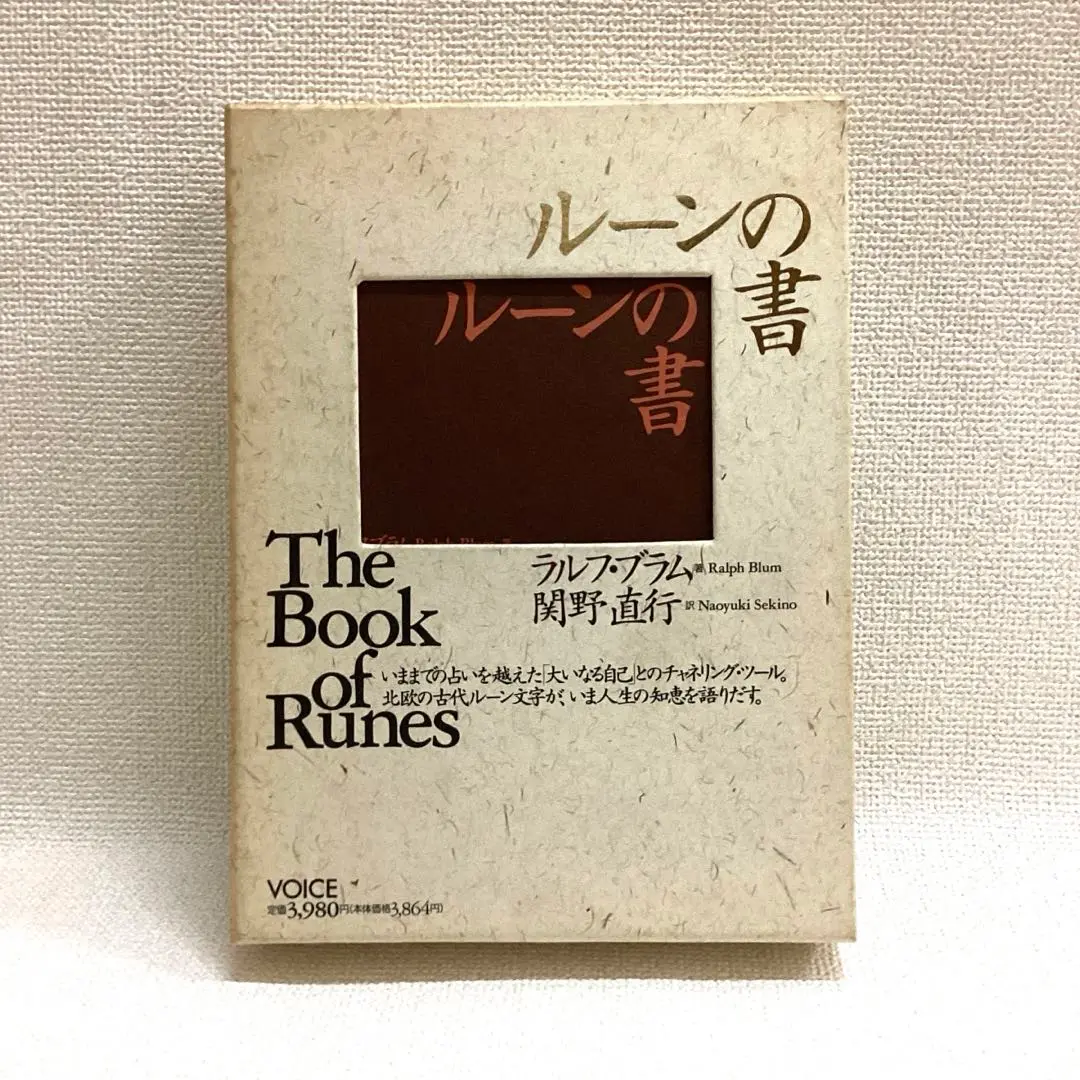 ルーンの
書
ルーンの
書
The
Book
of
Runes
ラルフ・ブラム著 Ralph Blum
関野直行訳 Naoyuki Sekino
いままでの占いを越えた「大いなる自己」とのチャネリング・ツール。
北欧の古代ルーン文字が、いま人生の知恵を語りだす。
VOICE
定価3,980円(本体価格3,864円)